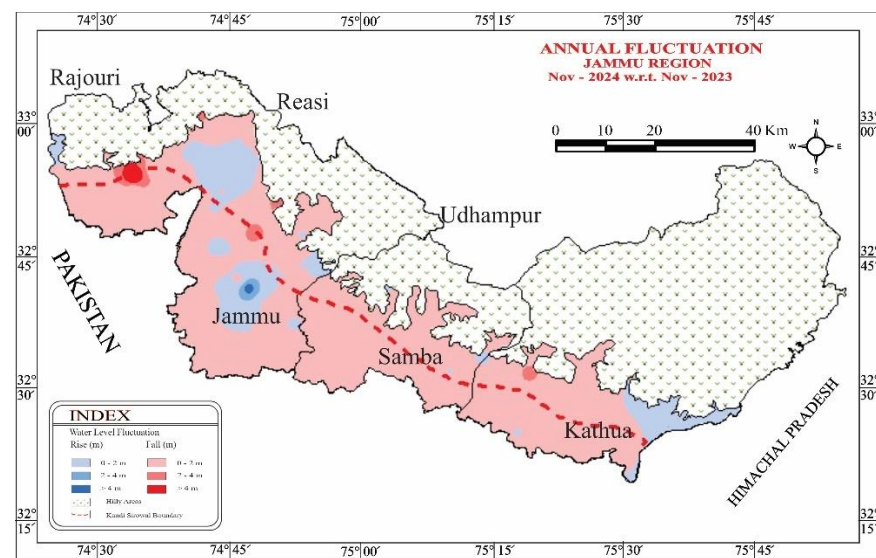 74° 30′ 74° 45′ 75° 00′ 75° 15′ 75° 30′ 75° 45′
ANNUAL FLUCTUATION
JAMMU REGION
Nov - 2024 w.r.t. Nov - 2023
Rajouri
Reasi
33°
00′
33°
00′
0 10 20 40 Km
N
W E
S
Udhampur
32°
45′
32°
45′
PAKISTAN
Jammu
Samba
32°
30′
32°
30′
Kathua
HIMACHAL PRADESH
INDEX
Water Level Fluctuation
Rise (m) Fall (m)
0 - 2 m 0 - 2 m
2 - 4 m 2 - 4 m
>4 m >4 m
Hilly Areas
Kandi Sirowal Boundary
32°
15′
32°
15′
74° 30′ 74° 45′ 75° 00′ 75° 15′ 75° 30′ 75° 45′